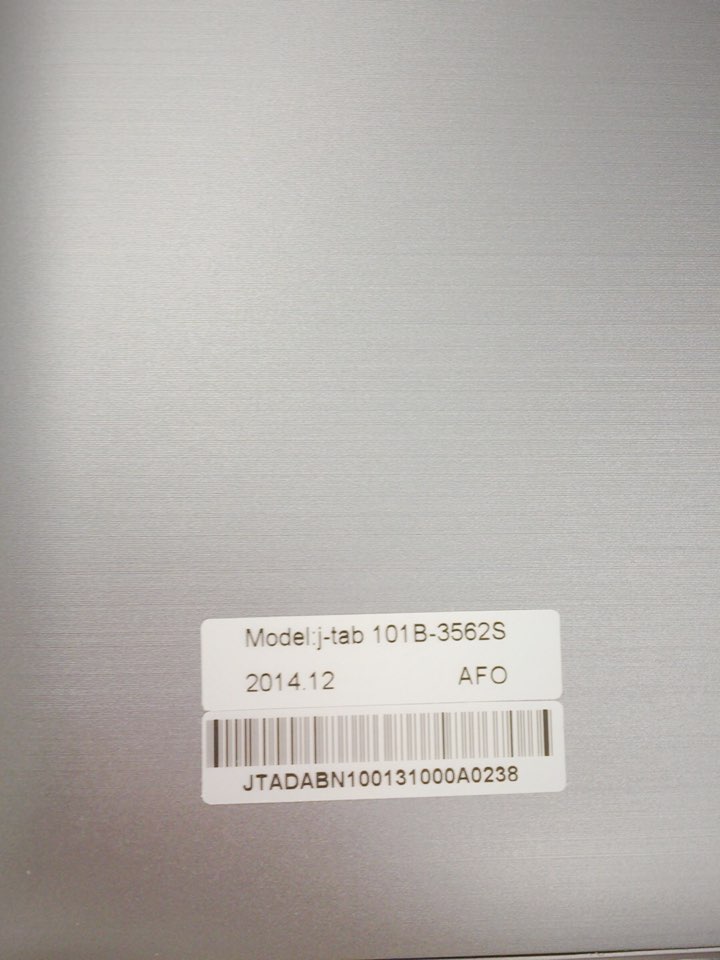 Model:j-tab 101B-3562S
2014.12 AFO
JTADABN100131000A0238